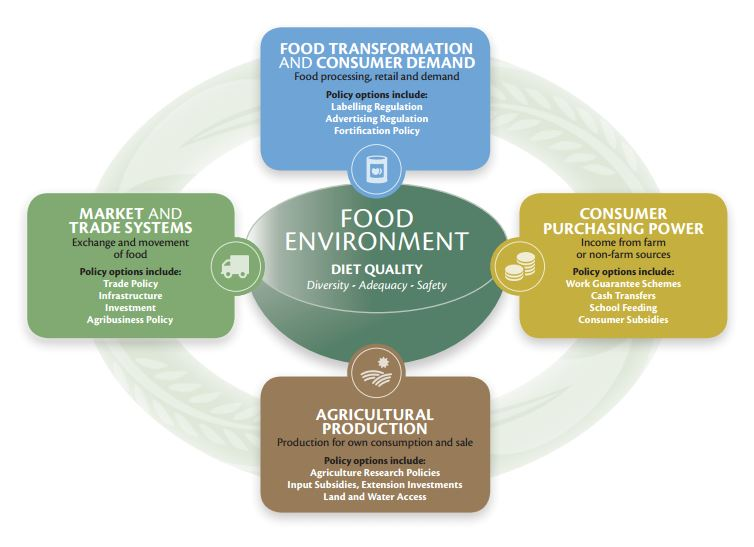 FOOD TRANSFORMATION
AND CONSUMER DEMAND
Food processing, retail and demand
Policy options include:
Labelling Regulation
Advertising Regulation
Fortification Policy
MARKET AND
TRADE SYSTEMS
Exchange and movement
of food
Policy options include:
Trade Policy
Infrastructure
Investment
Agribusiness Policy
FOOD
ENVIRONMENT
DIET QUALITY
Diversity - Adequacy - Safety
CONSUMER
PURCHASING POWER
Income from farm
or non-farm sources
Policy options include:
Work Guarantee Schemes
Cash Transfers
School Feeding
Consumer Subsidies
AGRICULTURAL
PRODUCTION
Production for own consumption and sale
Policy options include:
Agriculture Research Policies
Input Subsidies, Extension Investments
Land and Water Access